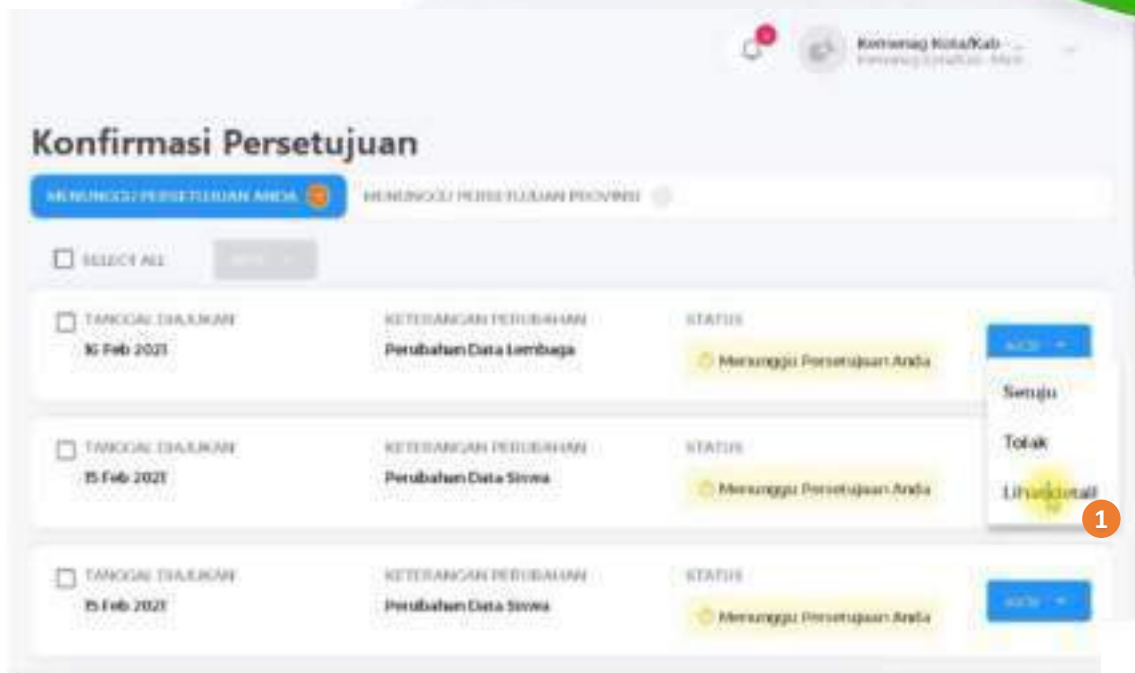 Kemenag Kota/Kab - ...
Konfirmasi Persetujuan
MENUNGGU PERSETUJUAN ANDA
MENUNGGU PERSETUJUAN PROVINSI
SELECT ALL
TANGGAL DIAJUKAN KETERANGAN PERUBAHAN STATUS
16 Feb 2021 Perubahan Data Lembaga Menunggu Persetujuan Anda
Setuju
Tolak
Lihat detail
1
TANGGAL DIAJUKAN KETERANGAN PERUBAHAN STATUS
15 Feb 2021 Perubahan Data Siswa Menunggu Persetujuan Anda
TANGGAL DIAJUKAN KETERANGAN PERUBAHAN STATUS
15 Feb 2021 Perubahan Data Siswa Menunggu Persetujuan Anda